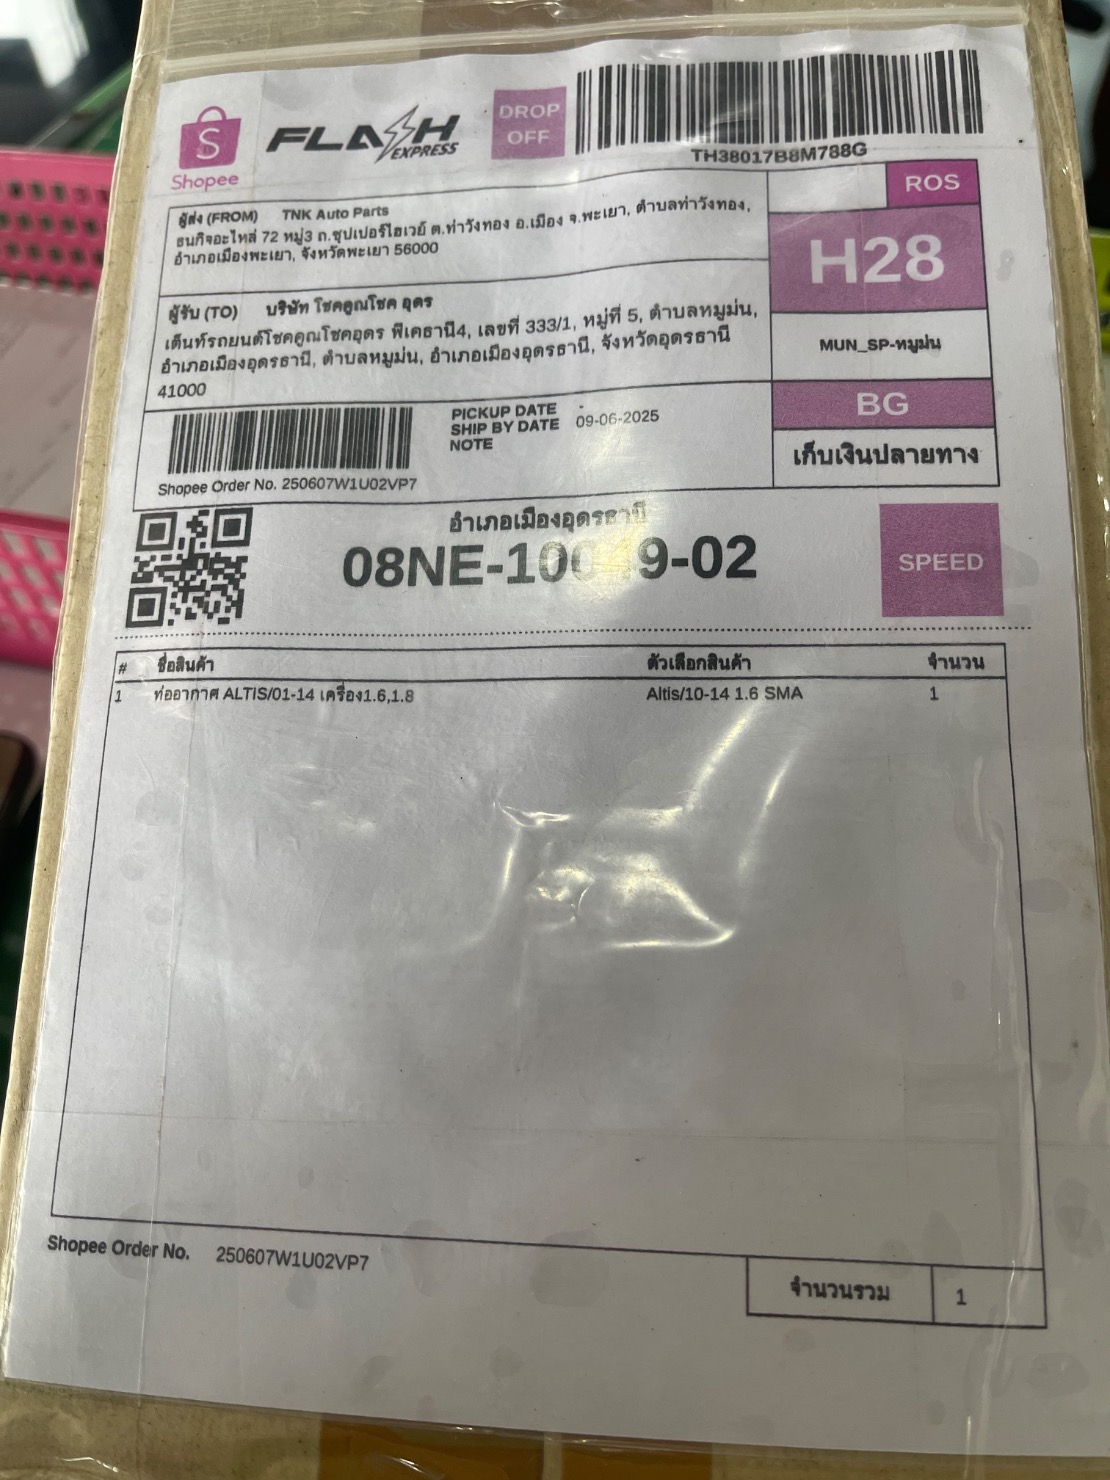 Shopee
FLASH EXPRESS
DROP OFF
TH38017B8M788G
ROS
ผู้ส่ง (FROM) TNK Auto Parts
ธนกิจอะไหล่ 72 หมู่3 ถ.ซุปเปอร์ไฮเวย์ ต.ท่าวังทอง อ.เมือง จ.พะเยา, ตำบลท่าวังทอง,
อำเภอเมืองพะเยา, จังหวัดพะเยา 56000
H28
ผู้รับ (TO) บริษัท โชคคูณโชค อุดร
เต็นท์รถยนต์โชคคูณโชคอุดร พีเคธานี4, เลขที่ 333/1, หมู่ที่ 5, ตำบลหมูม่น,
อำเภอเมืองอุดรธานี, ตำบลหมูม่น, อำเภอเมืองอุดรธานี, จังหวัดอุดรธานี
41000
MUN_SP-หมูม่น
BG
เก็บเงินปลายทาง
PICKUP DATE -
SHIP BY DATE 09-06-2025
NOTE
Shopee Order No. 250607W1U02VP7
อำเภอเมืองอุดรธานี
SPEED
# ชื่อสินค้า ตัวเลือกสินค้า จำนวน
1 ท่ออากาศ ALTIS/01-14 เครื่อง1.6,1.8 Altis/10-14 1.6 SMA 1
Shopee Order No. 250607W1U02VP7
จำนวนรวม 1